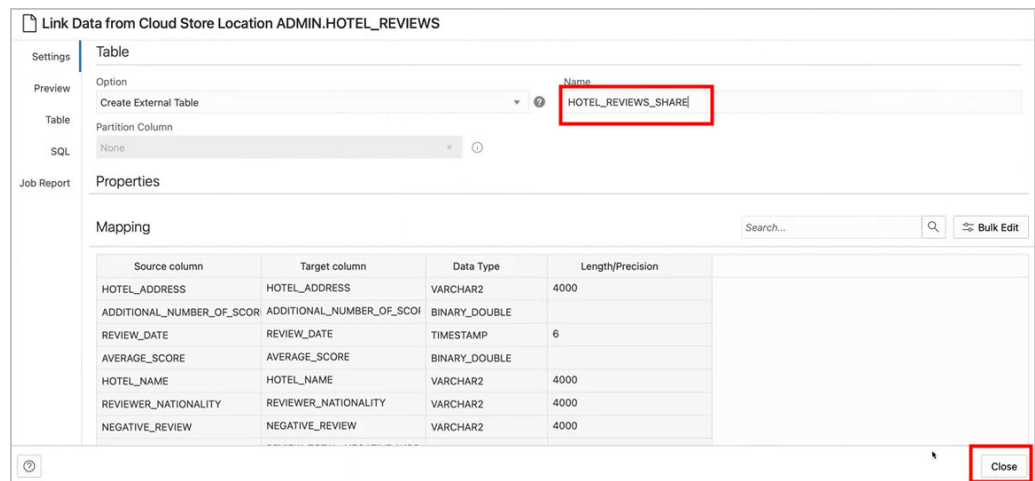 Link Data from Cloud Store Location ADMIN.HOTEL_REVIEWS
Settings
Preview
Table
SQL
Job Report
Table
Option
Name
Create External Table
HOTEL_REVIEWS_SHARE
Partition Column
None
Properties
Mapping
Search...
Bulk Edit
Source column Target column Data Type Length/Precision
HOTEL_ADDRESS HOTEL_ADDRESS VARCHAR2 4000
ADDITIONAL_NUMBER_OF_SCOR ADDITIONAL_NUMBER_OF_SCOR BINARY_DOUBLE
REVIEW_DATE REVIEW_DATE TIMESTAMP 6
AVERAGE_SCORE AVERAGE_SCORE BINARY_DOUBLE
HOTEL_NAME HOTEL_NAME VARCHAR2 4000
REVIEWER_NATIONALITY REVIEWER_NATIONALITY VARCHAR2 4000
NEGATIVE_REVIEW NEGATIVE_REVIEW VARCHAR2 4000
Close